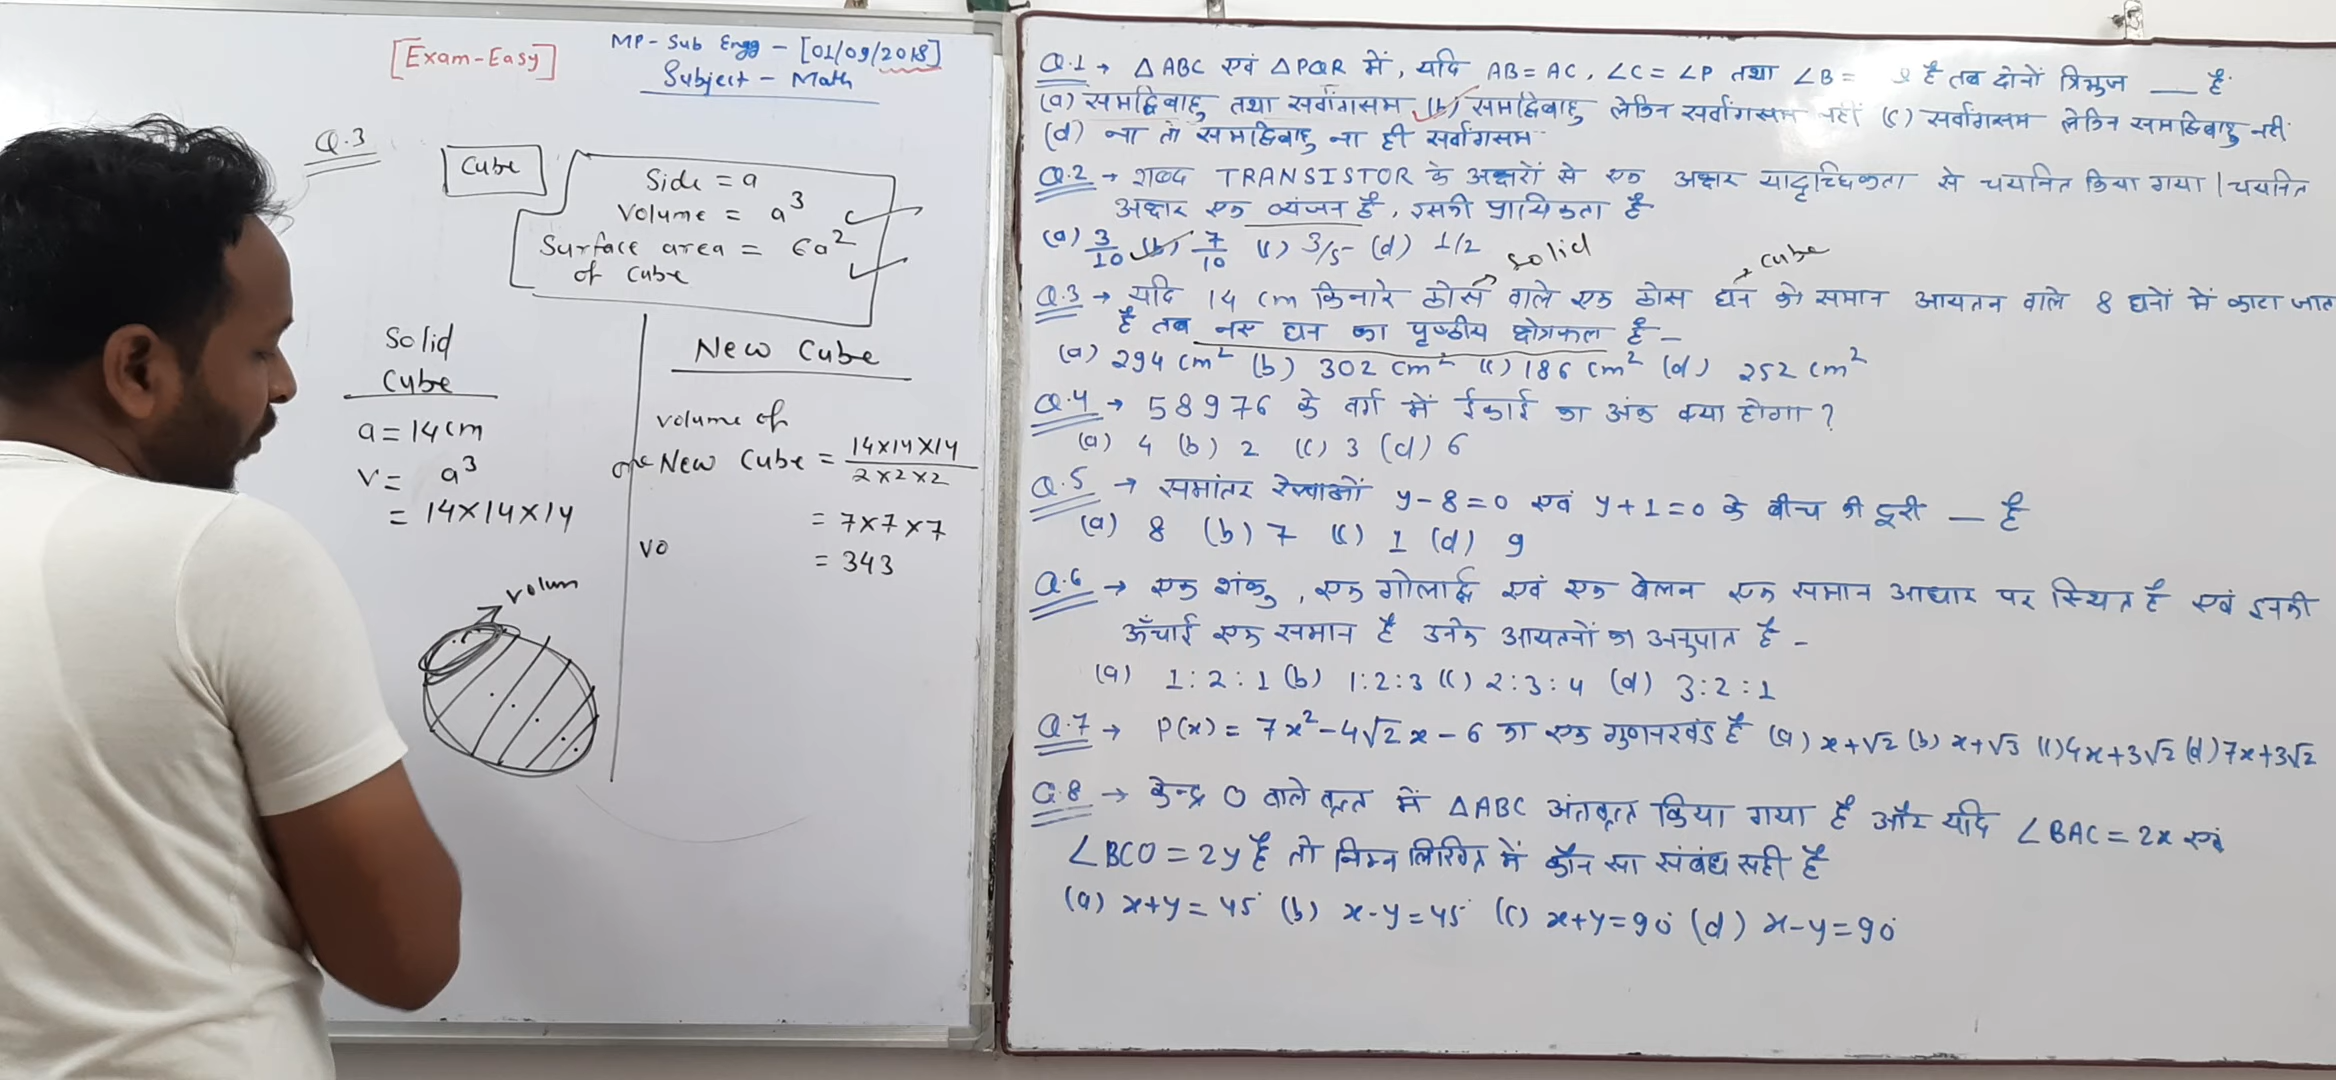 [Exam-Easy]
MP- Sub Engg - [01/09/2018]
Subject - Math
Q.3
Cube
Side = a
Volume = a³
Surface area = 6a²
of cube
Solid
Cube
a = 14 cm
V = a³
= 14×14×14
volum
New Cube
volume of
one New Cube = 14×14×14 / 2×2×2
= 7×7×7
= 343
vo
Q.1 → △ABC एवं △PQR में, यदि AB = AC, ∠C = ∠P तथा ∠B = है तब दोनों त्रिभुज — है
(a) समद्विबाहु तथा सर्वांगसम (b) समद्विबाहु लेकिन सर्वांगसम नहीं (c) सर्वांगसम लेकिन समद्विबाहु नहीं
(d) ना तो समद्विबाहु ना ही सर्वांगसम
Q.2 → शब्द TRANSISTOR के अक्षरों से एक अक्षर यादृच्छिकता से चयनित किया गया | चयनित
अक्षर एक व्यंजन है, इसकी प्रायिकता है
(a) 3/10 (b) 7/10 (c) 3/5 (d) 1/2
solid
cube
Q.3 → यदि 14 cm किनारे ठोस वाले एक ठोस घन को समान आयतन वाले 8 घनों में काटा जात
है तब नए घन का पृष्ठीय क्षेत्रफल है -
(a) 294 cm² (b) 302 cm² (c) 186 cm² (d) 252 cm²
Q.4 → 58976 के वर्ग में ईकाई का अंक क्या होगा ?
(a) 4 (b) 2 (c) 3 (d) 6
Q.5 → समांतर रेखाओं y-8=0 एवं y+1=0 के बीच की दूरी — है
(a) 8 (b) 7 (c) 1 (d) 9
Q.6 → एक शंकु, एक गोलार्द्ध एवं एक बेलन एक समान आधार पर स्थित है एवं इनकी
ऊँचाई एक समान है उनके आयतनों का अनुपात है -
(a) 1:2:1 (b) 1:2:3 (c) 2:3:4 (d) 3:2:1
Q.7 → P(x) = 7x²-4√2x-6 का एक गुणनखंड है (a) x+√2 (b) x+√3 (c) 4x+3√2 (d) 7x+3√2
Q.8 → केन्द्र O वाले वृत्त में △ABC अंतवृत्त किया गया है और यदि ∠BAC = 2x एवं
∠BCO = 2y है तो निम्न लिखित में कौन सा संबंध सही है
(a) x+y = 45° (b) x-y = 45° (c) x+y = 90° (d) x-y = 90°